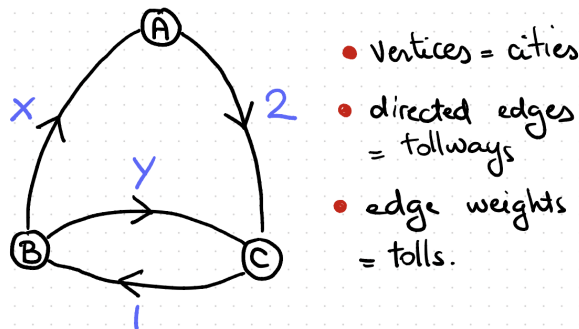 A
X
2
Y
B
C
1
• vertices = cities
• directed edges
= tollways
• edge weights
= tolls.